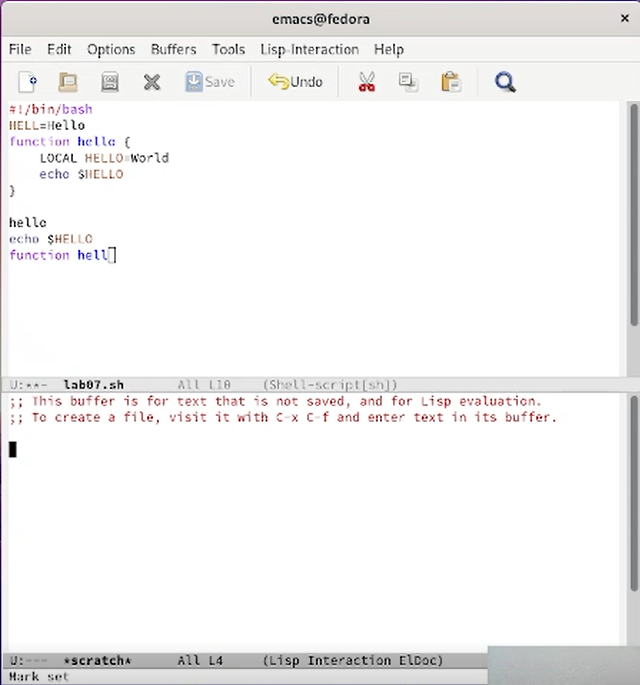 emacs@fedora ×
File Edit Options Buffers Tools Lisp-Interaction Help
Save Undo
#!/bin/bash
HELL=Hello
function hello {
    LOCAL HELLO=World
    echo $HELLO
}
hello
echo $HELLO
function hell
U:**-  lab07.sh       All L10    (Shell-script[sh])
;; This buffer is for text that is not saved, and for Lisp evaluation.
;; To create a file, visit it with C-x C-f and enter text in its buffer.
U:---  *scratch*      All L4     (Lisp Interaction ElDoc)
Mark set